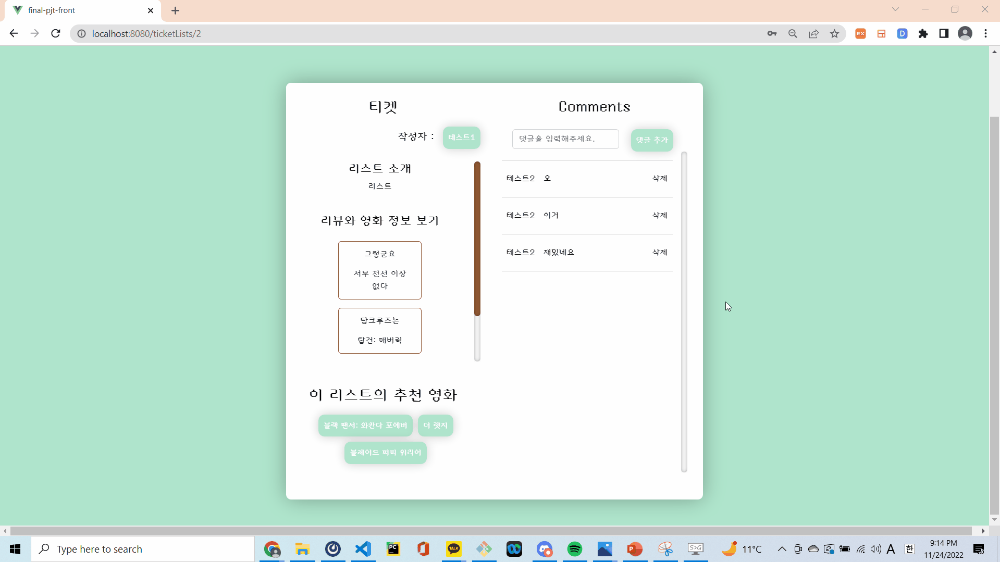 final-pjt-front
localhost:8080/ticketLists/2
EX
D
티켓
작성자 : 테스트1
리스트 소개
리스트
리뷰와 영화 정보 보기
그렇군요
서부 전선 이상
없다
탐크루즈는
탑건: 매버릭
이 리스트의 추천 영화
블랙 팬서: 와칸다 포에버
더 렛지
블레이드 퍼피 워리어
Comments
댓글을 입력해주세요.
댓글 추가
테스트2 오 삭제
테스트2 이거 삭제
테스트2 재밌네요 삭제
Type here to search
PC
TALK
P
S>G
11°C
A
한
9:14 PM
11/24/2022